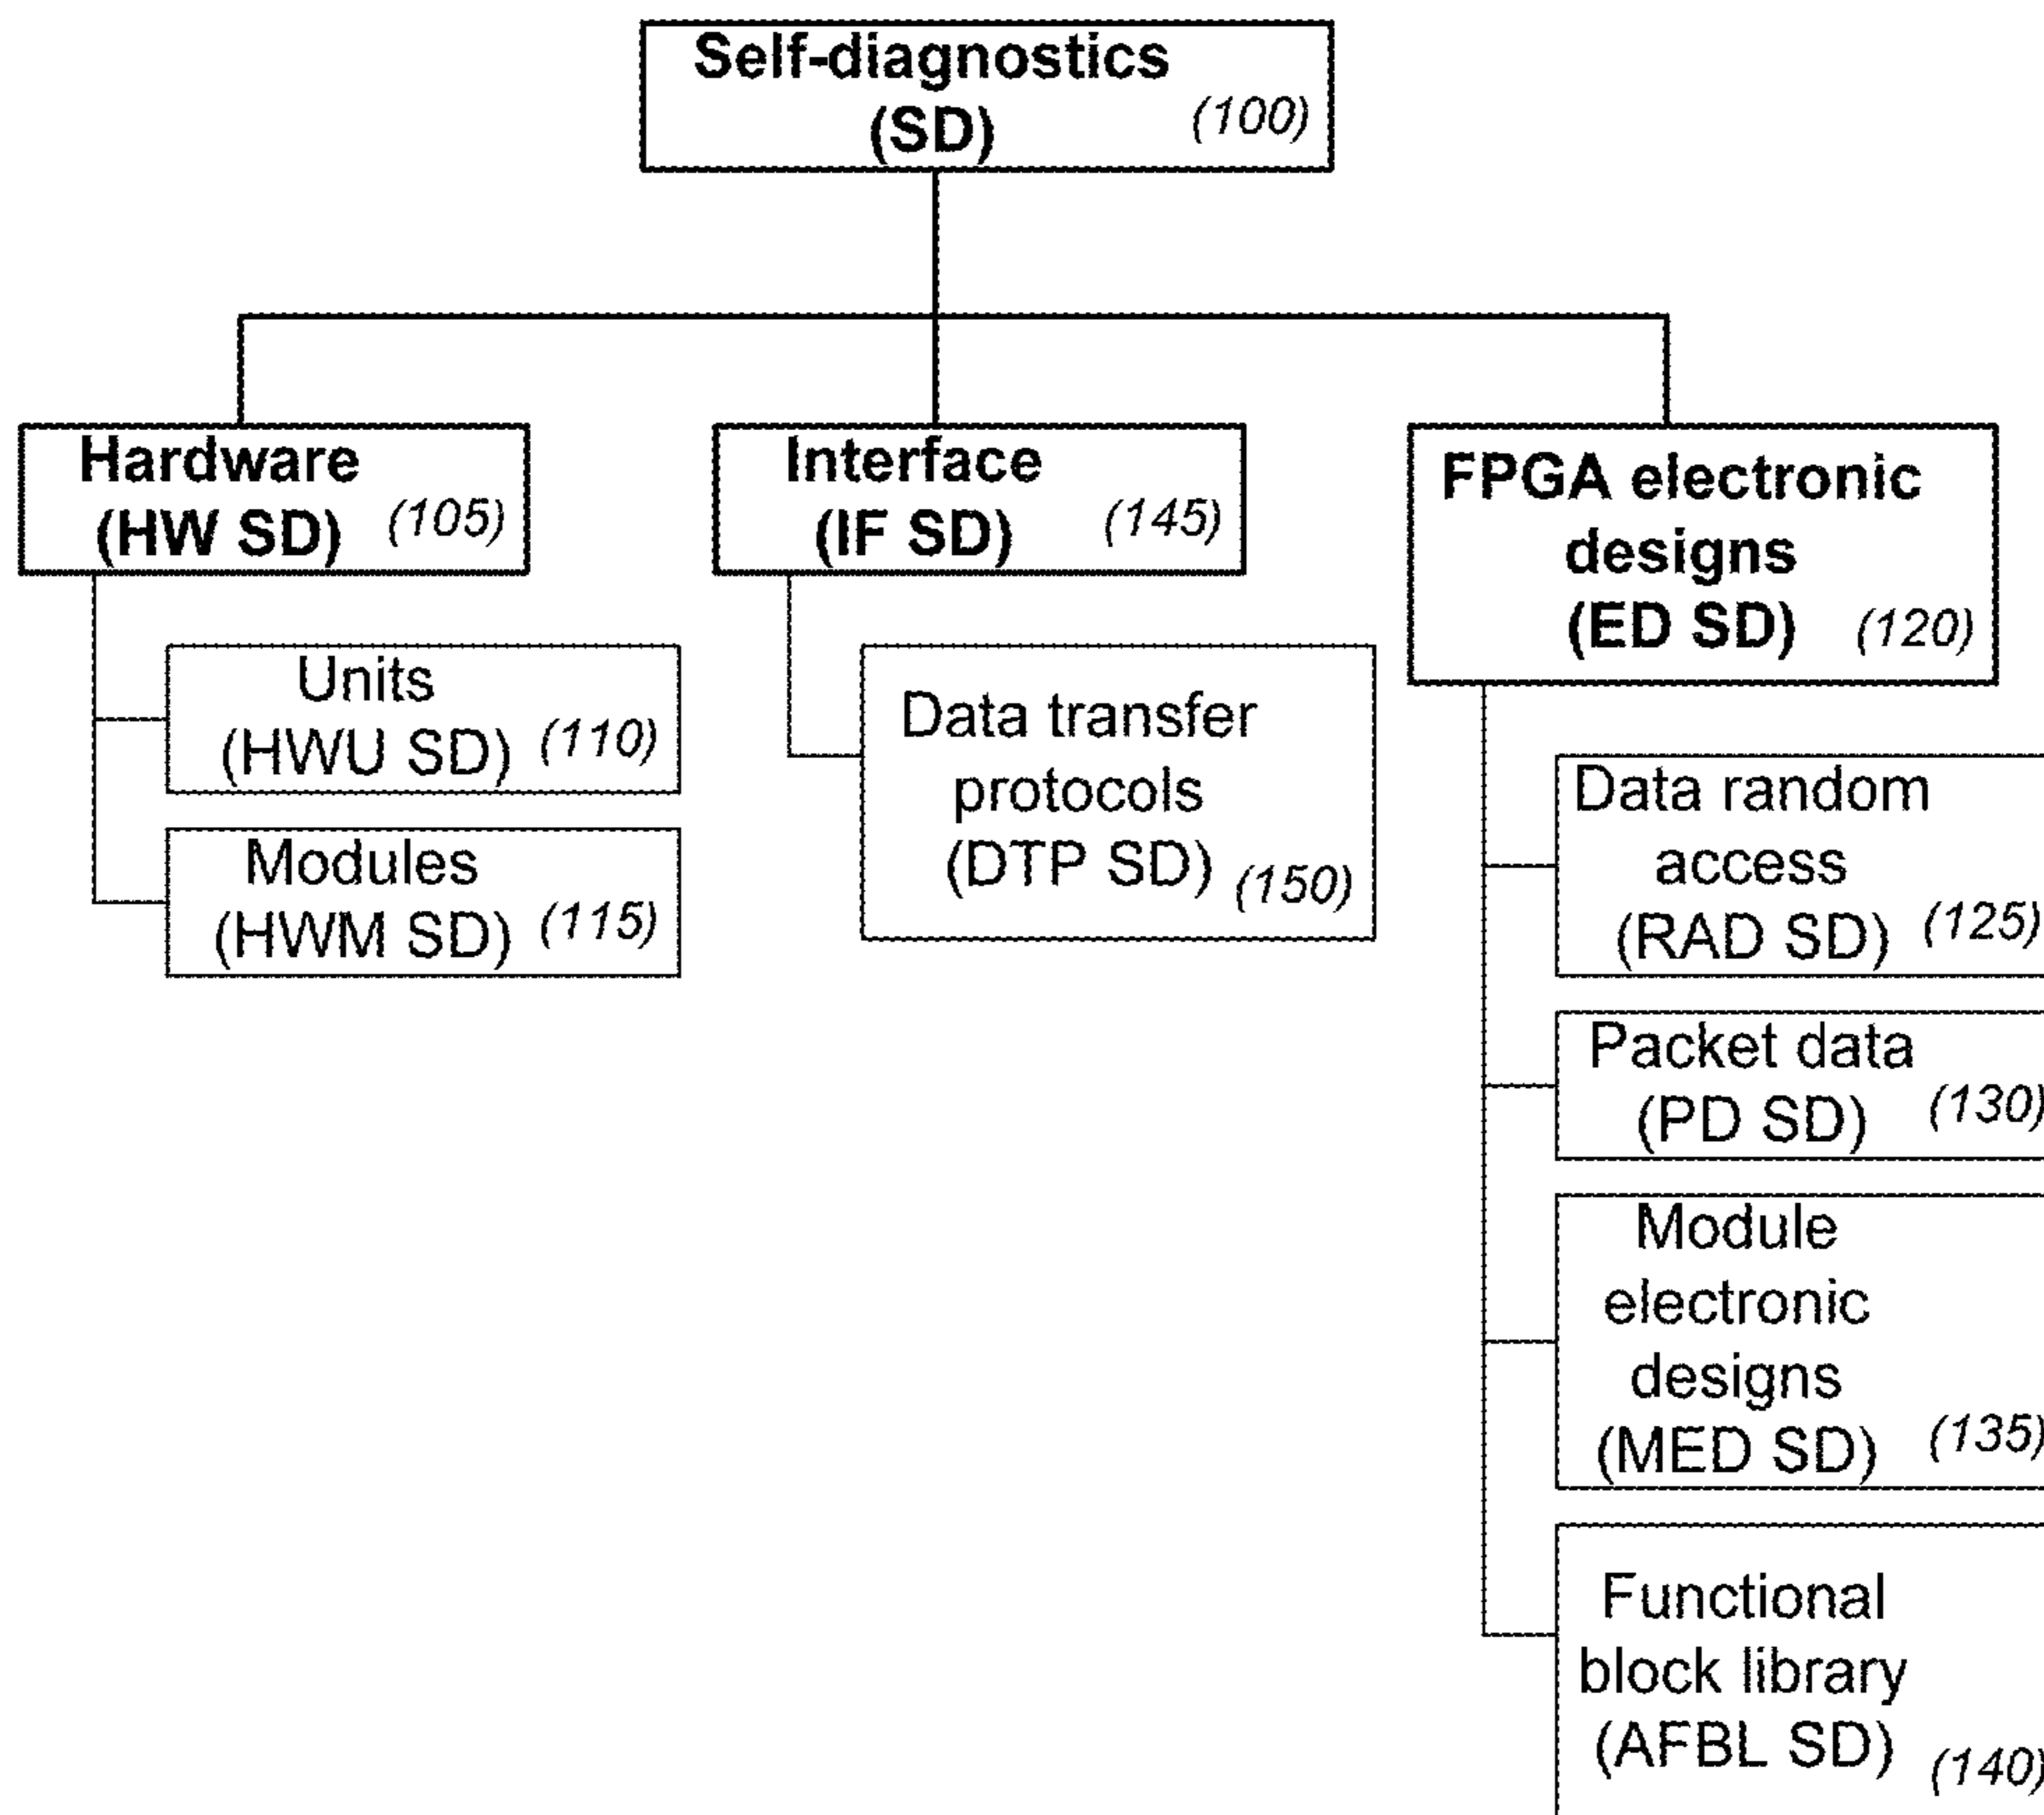 Self-diagnostics
(SD) (100)
Hardware
(HW SD) (105)
Units
(HWU SD) (110)
Modules
(HWM SD) (115)
Interface
(IF SD) (145)
Data transfer
protocols
(DTP SD) (150)
FPGA electronic
designs
(ED SD) (120)
Data random
access
(RAD SD) (125)
Packet data
(PD SD) (130)
Module
electronic
designs
(MED SD) (135)
Functional
block library
(AFBL SD) (140)